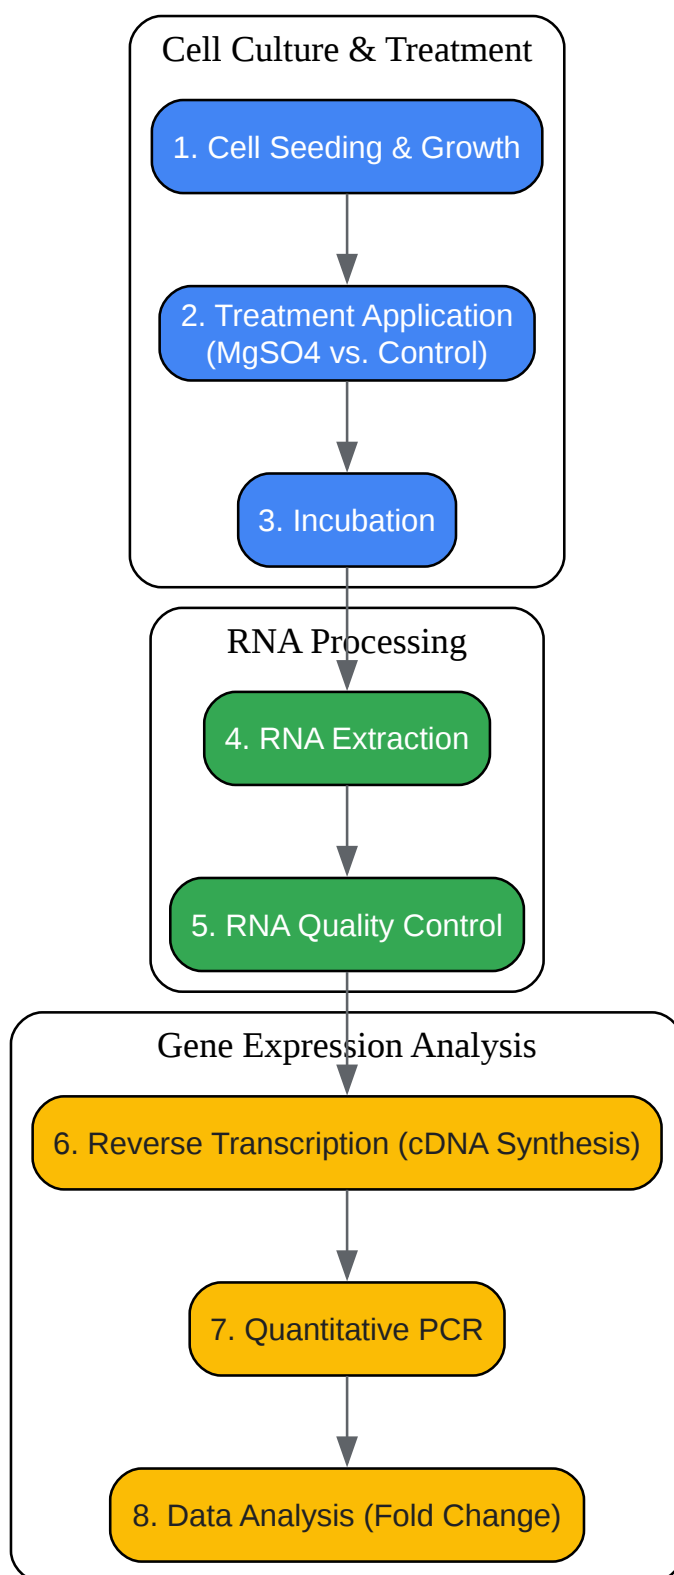 Cell Culture & Treatment
1. Cell Seeding & Growth
2. Treatment Application
(MgSO4 vs. Control)
3. Incubation
RNA Processing
4. RNA Extraction
5. RNA Quality Control
Gene Expression Analysis
6. Reverse Transcription (cDNA Synthesis)
7. Quantitative PCR
8. Data Analysis (Fold Change)